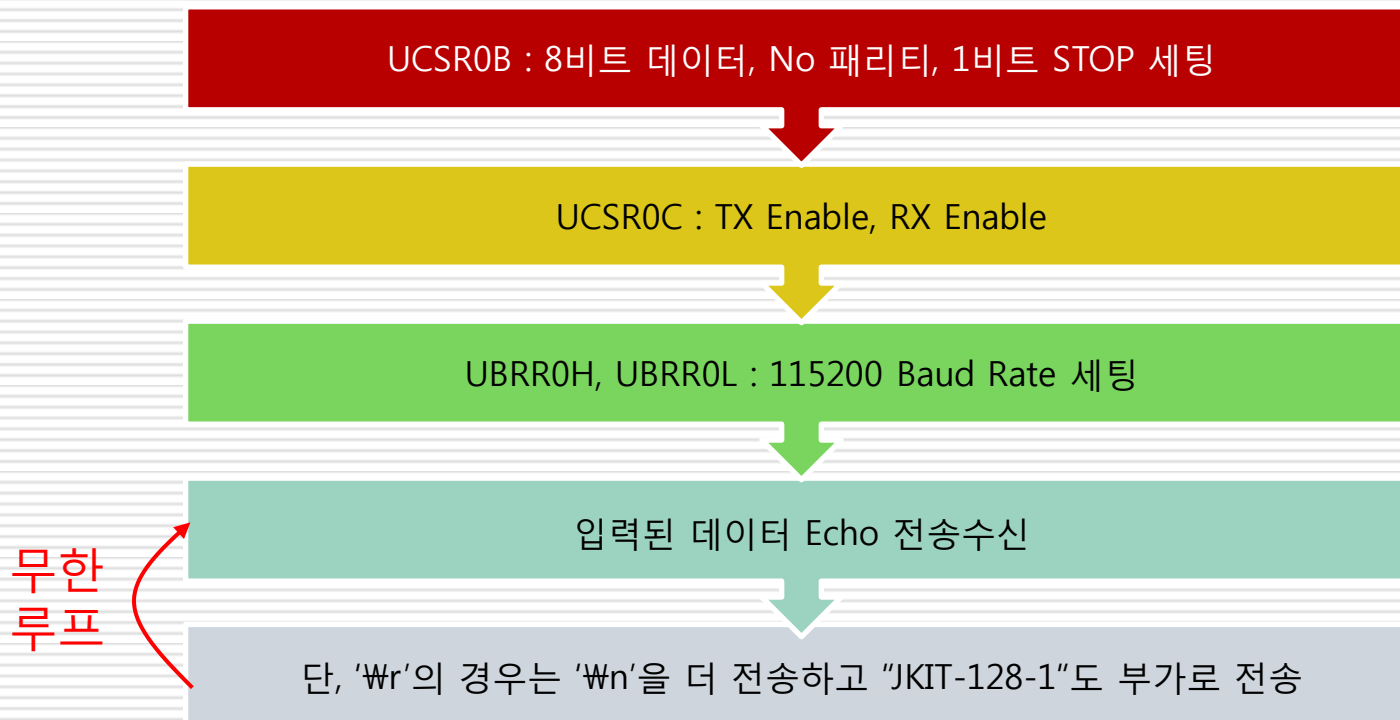 UCSR0B : 8비트 데이터, No 패리티, 1비트 STOP 세팅
UCSR0C : TX Enable, RX Enable
UBRR0H, UBRR0L : 115200 Baud Rate 세팅
입력된 데이터 Echo 전송수신
무한
루프
단, ‘₩r’의 경우는 ‘₩n’을 더 전송하고 “JKIT-128-1”도 부가로 전송